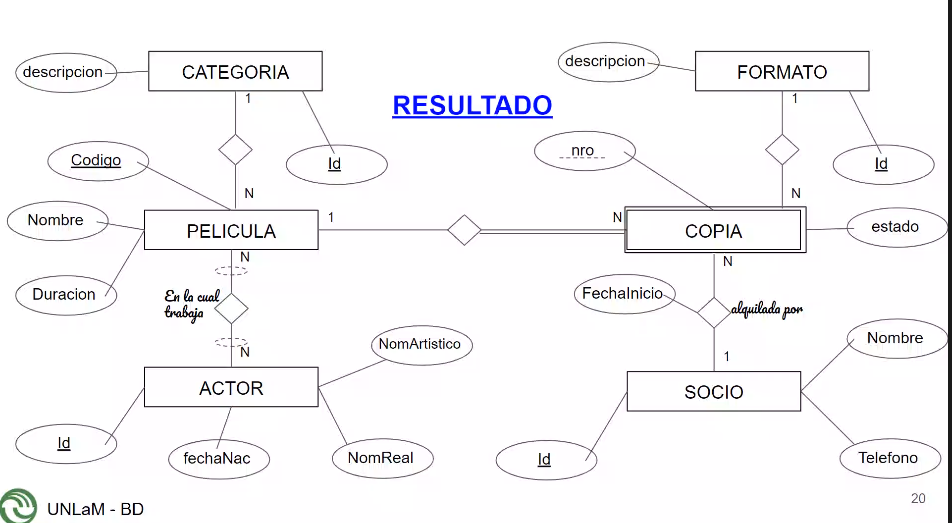 RESULTADO
descripcion
CATEGORIA
1
N
Id
descripcion
FORMATO
1
N
Id
Codigo
Nombre
Duracion
PELICULA
1
N
nro
COPIA
estado
N
En la cual
trabaja
N
ACTOR
Id
fechaNac
NomReal
NomArtistico
N
FechaInicio
alquilada por
1
SOCIO
Id
Nombre
Telefono
UNLaM - BD
20